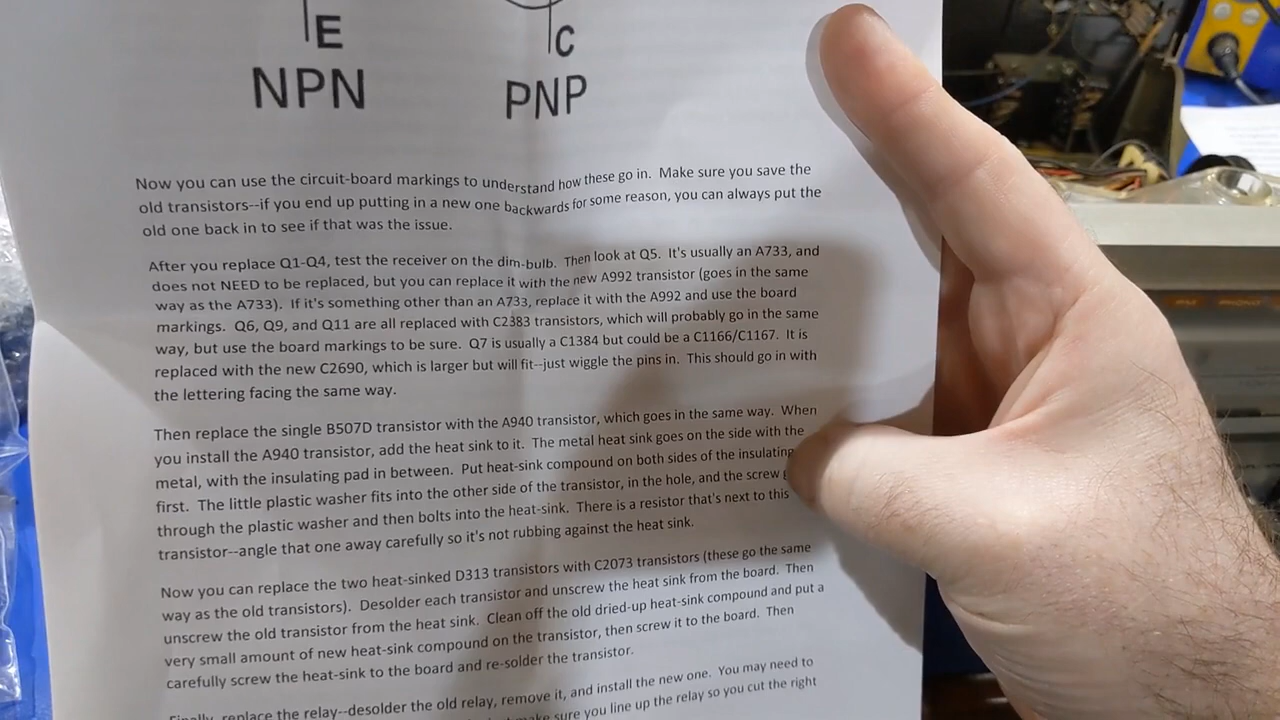 E
C
NPN
PNP
Now you can use the circuit-board markings to understand how these go in. Make sure you save the
old transistors--if you end up putting in a new one backwards for some reason, you can always put the
old one back in to see if that was the issue.
After you replace Q1-Q4, test the receiver on the dim-bulb. Then look at Q5. It's usually an A733, and
does not NEED to be replaced, but you can replace it with the new A992 transistor (goes in the same
way as the A733). If it's something other than an A733, replace it with the A992 and use the board
markings. Q6, Q9, and Q11 are all replaced with C2383 transistors, which will probably go in the same
way, but use the board markings to be sure. Q7 is usually a C1384 but could be a C1166/C1167. It is
replaced with the new C2690, which is larger but will fit--just wiggle the pins in. This should go in with
the lettering facing the same way.
Then replace the single B507D transistor with the A940 transistor, which goes in the same way. When
you install the A940 transistor, add the heat sink to it. The metal heat sink goes on the side with the
metal, with the insulating pad in between. Put heat-sink compound on both sides of the insulating
first. The little plastic washer fits into the other side of the transistor, in the hole, and the screw
through the plastic washer and then bolts into the heat-sink. There is a resistor that's next to this
transistor--angle that one away carefully so it's not rubbing against the heat sink.
Now you can replace the two heat-sinked D313 transistors with C2073 transistors (these go the same
way as the old transistors). Desolder each transistor and unscrew the heat sink from the board. Then
unscrew the old transistor from the heat sink. Clean off the old dried-up heat-sink compound and put a
very small amount of new heat-sink compound on the transistor, then screw it to the board. Then
carefully screw the heat-sink to the board and re-solder the transistor.
Finally, replace the relay--desolder the old relay, remove it, and install the new one. You may need to
make sure you line up the relay so you cut the right